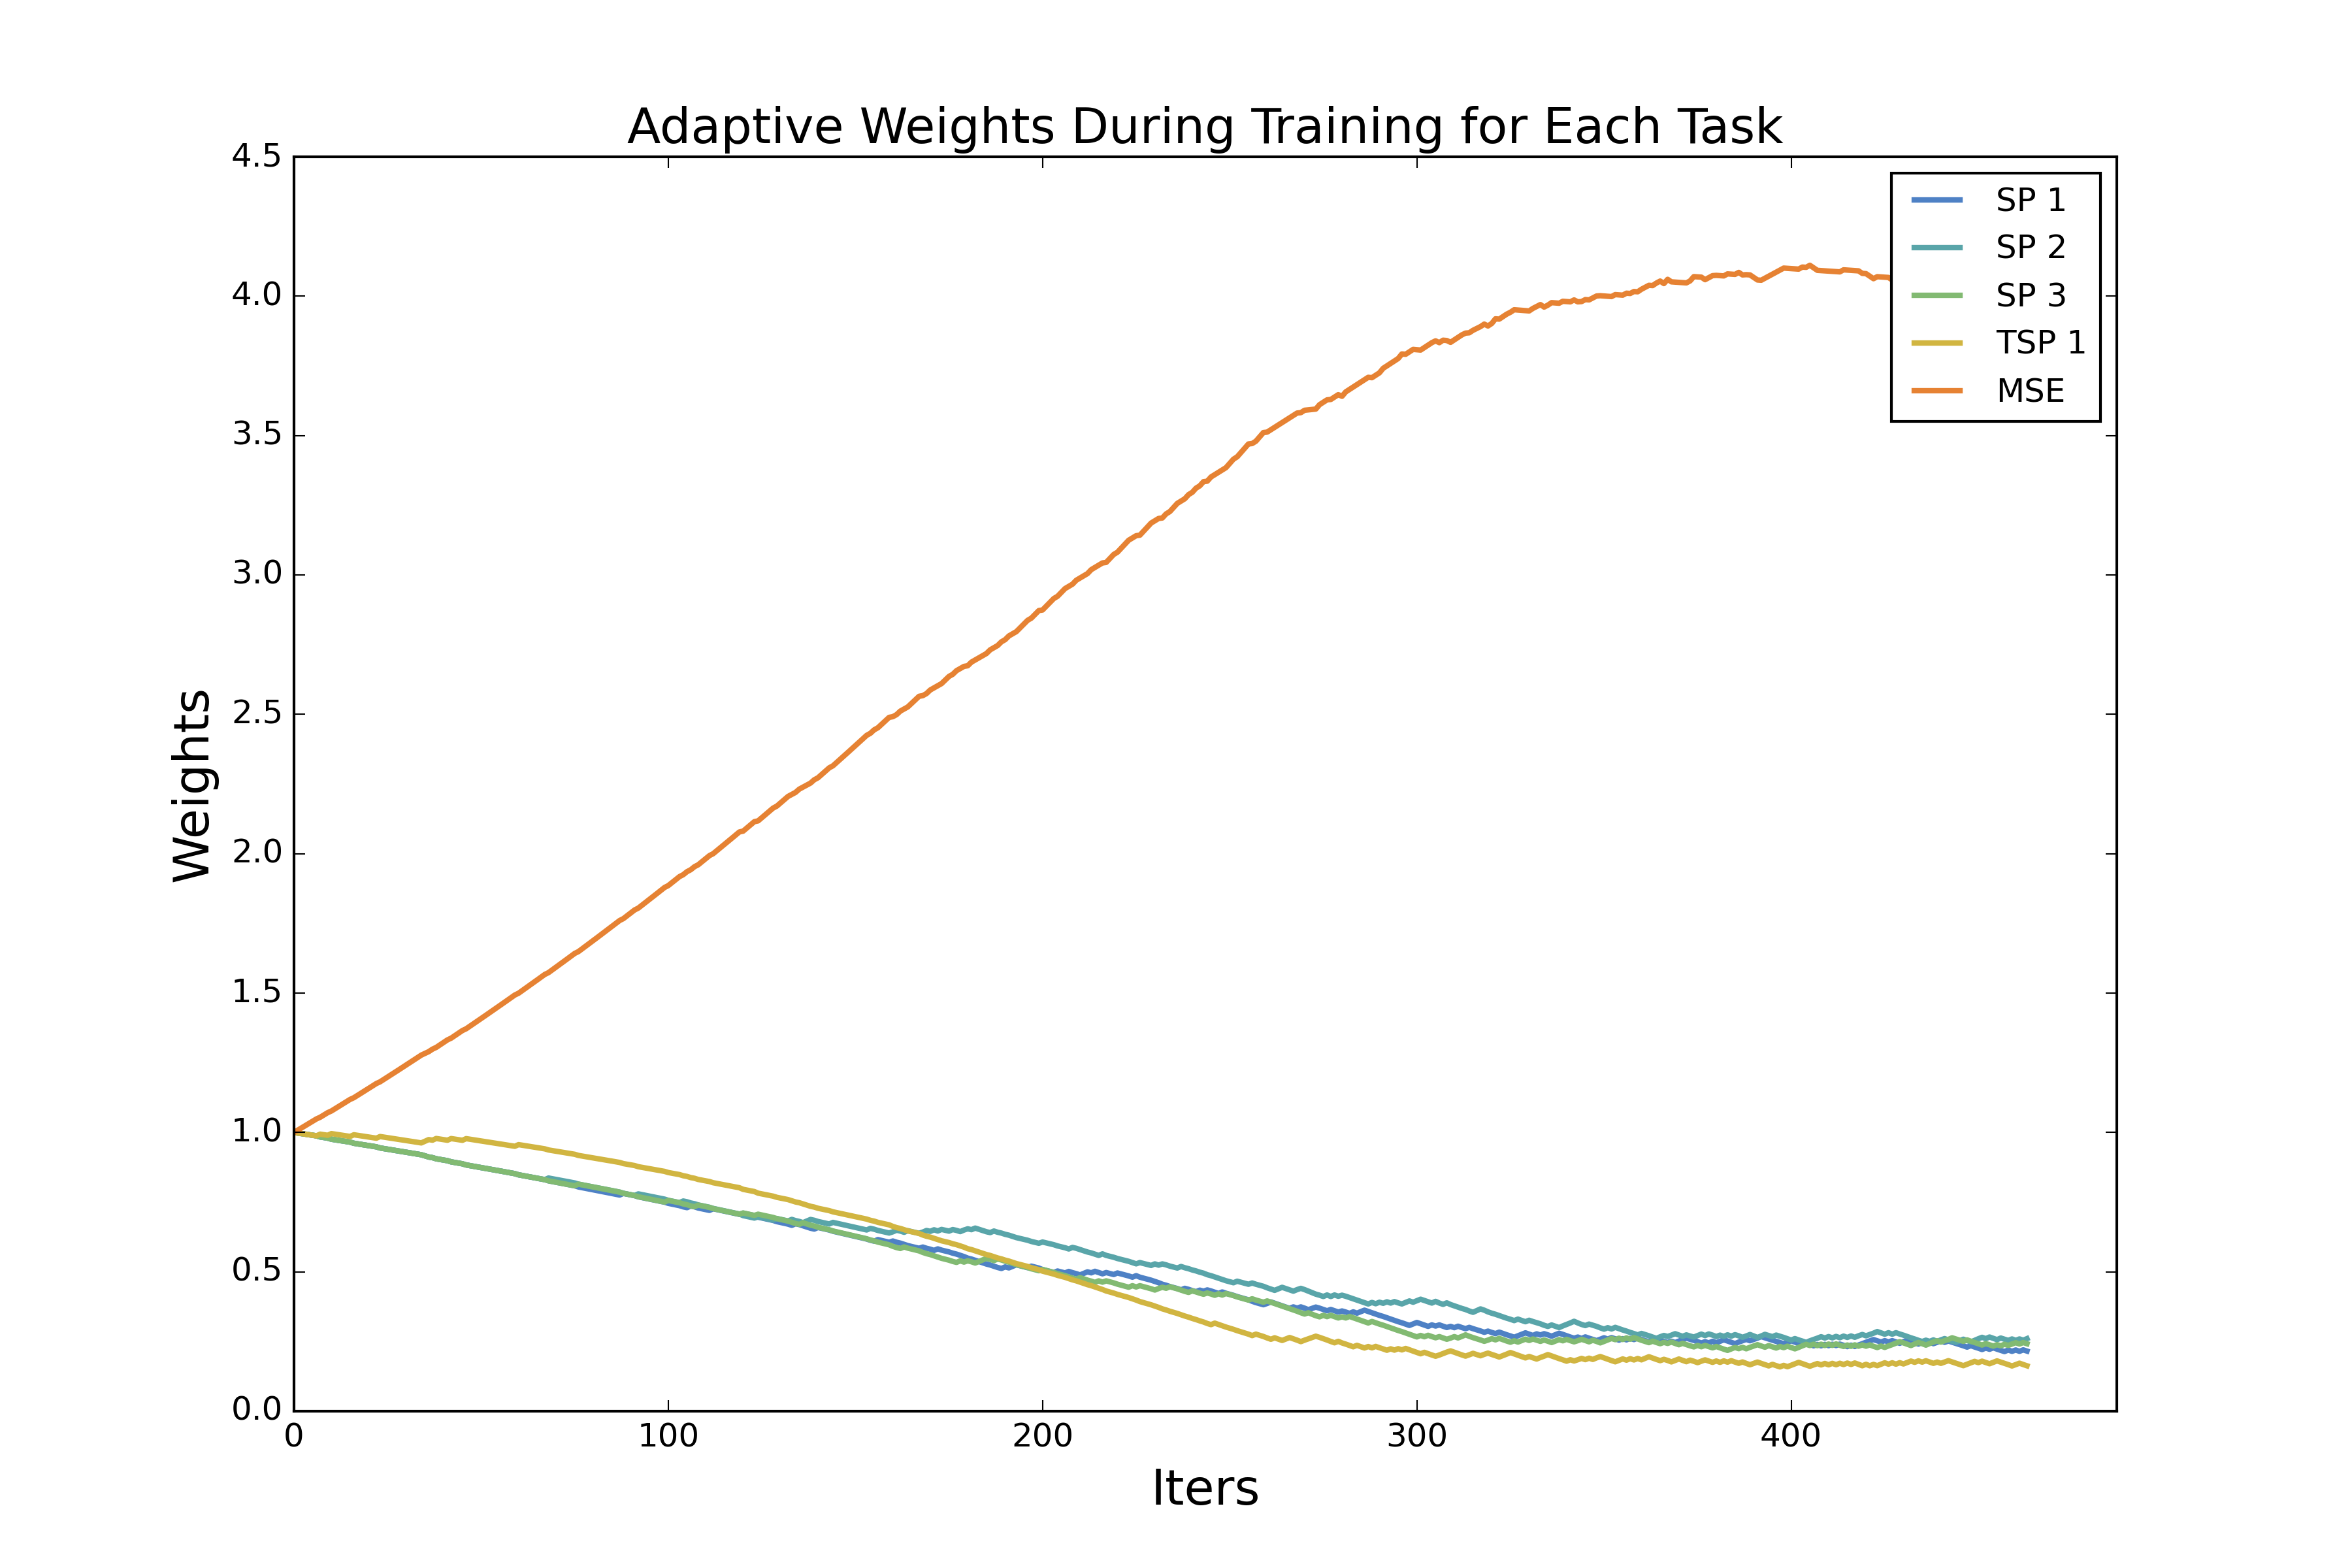 Adaptive Weights During Training for Each Task
4.5
4.0
3.5
3.0
2.5
2.0
1.5
1.0
0.5
0.0
Weights
0 100 200 300 400
Iters
SP 1
SP 2
SP 3
TSP 1
MSE